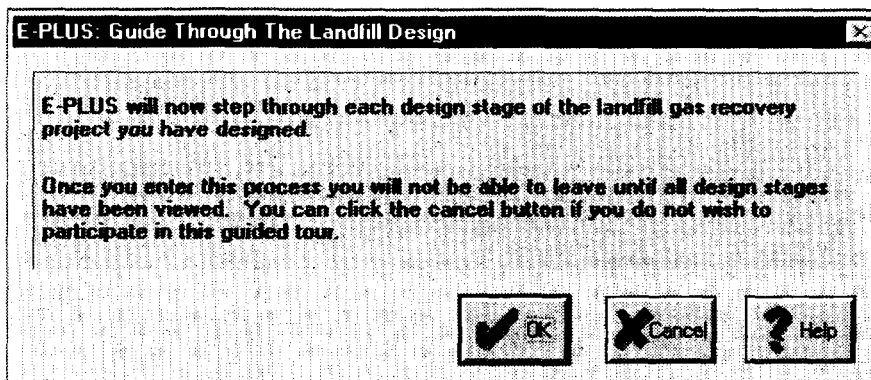 E-PLUS: Guide Through The Landfill Design
E-PLUS will now step through each design stage of the landfill gas recovery
project you have designed.
Once you enter this process you will not be able to leave until all design stages
have been viewed. You can click the cancel button if you do not wish to
participate in this guided tour.
OK Cancel Help